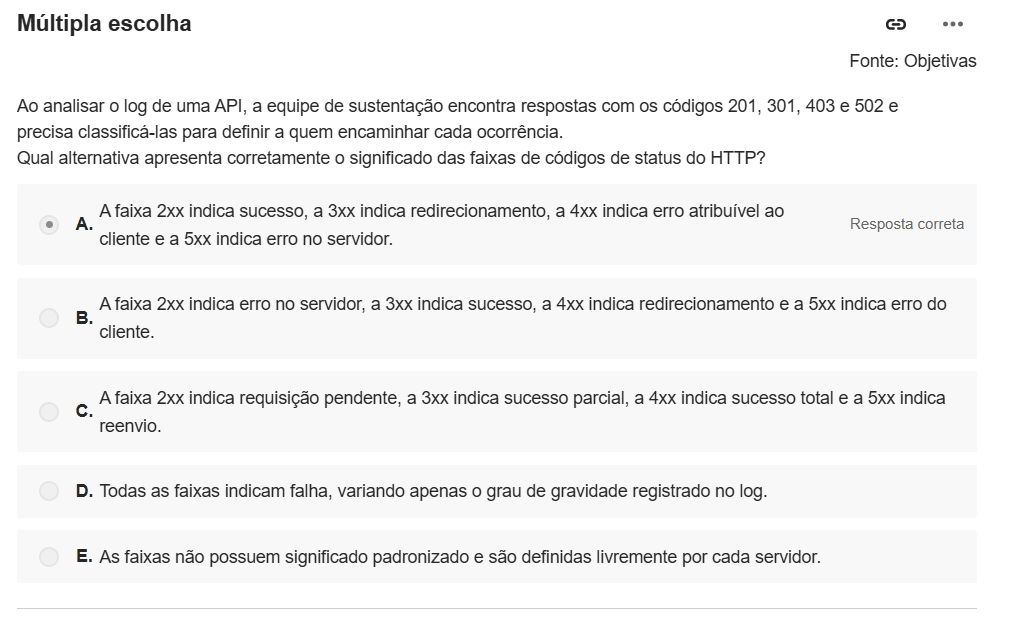 Múltipla escolha
Fonte: Objetivas
Ao analisar o log de uma API, a equipe de sustentação encontra respostas com os códigos 201, 301, 403 e 502 e
precisa classificá-las para definir a quem encaminhar cada ocorrência.
Qual alternativa apresenta corretamente o significado das faixas de códigos de status do HTTP?
A. A faixa 2xx indica sucesso, a 3xx indica redirecionamento, a 4xx indica erro atribuível ao
cliente e a 5xx indica erro no servidor.
Resposta correta
B. A faixa 2xx indica erro no servidor, a 3xx indica sucesso, a 4xx indica redirecionamento e a 5xx indica erro do
cliente.
C. A faixa 2xx indica requisição pendente, a 3xx indica sucesso parcial, a 4xx indica sucesso total e a 5xx indica
reenvio.
D. Todas as faixas indicam falha, variando apenas o grau de gravidade registrado no log.
E. As faixas não possuem significado padronizado e são definidas livremente por cada servidor.